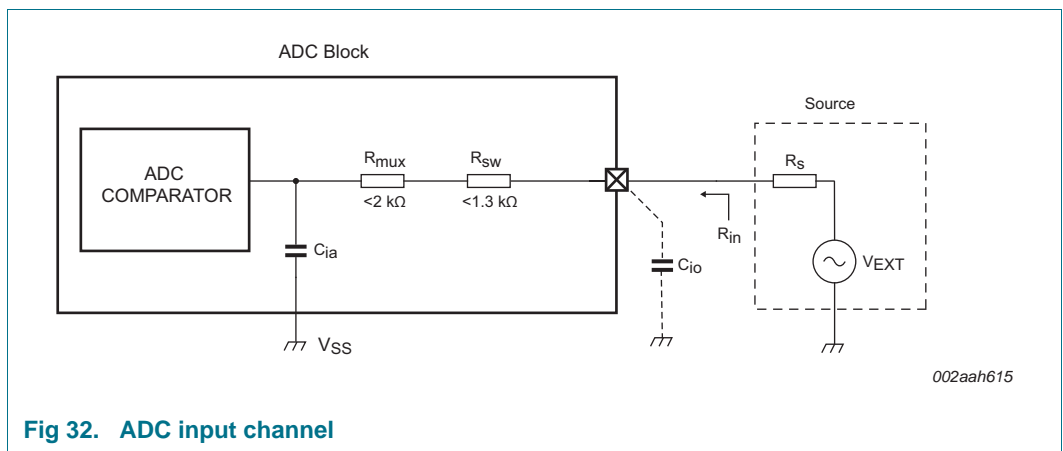 ADC Block
Source
ADC
COMPARATOR
Rmux
<2 kΩ
Rsw
<1.3 kΩ
Rs
Rin
Cia
Cio
VEXT
VSS
002aah615
Fig 32. ADC input channel